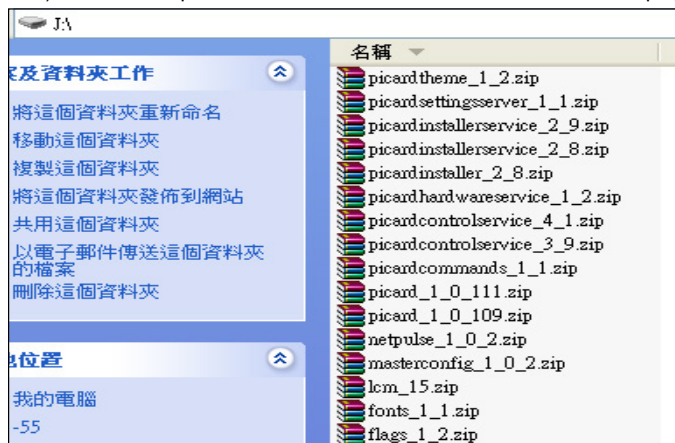 J:\
名稱
及資料夾工作
將這個資料夾重新命名
移動這個資料夾
複製這個資料夾
將這個資料夾發佈到網站
共用這個資料夾
以電子郵件傳送這個資料夾
的檔案
刪除這個資料夾
位置
我的電腦
-55
picardtheme_1_2.zip
picardsettingsserver_1_1.zip
picardinstallerservice_2_9.zip
picardinstallerservice_2_8.zip
picardinstaller_2_8.zip
picardhardwareservice_1_2.zip
picardcontrolservice_4_1.zip
picardcontrolservice_3_9.zip
picardcommands_1_1.zip
picard_1_0_111.zip
picard_1_0_109.zip
netpulse_1_0_2.zip
masterconfig_1_0_2.zip
lcm_15.zip
fonts_1_1.zip
flags_1_2.zip